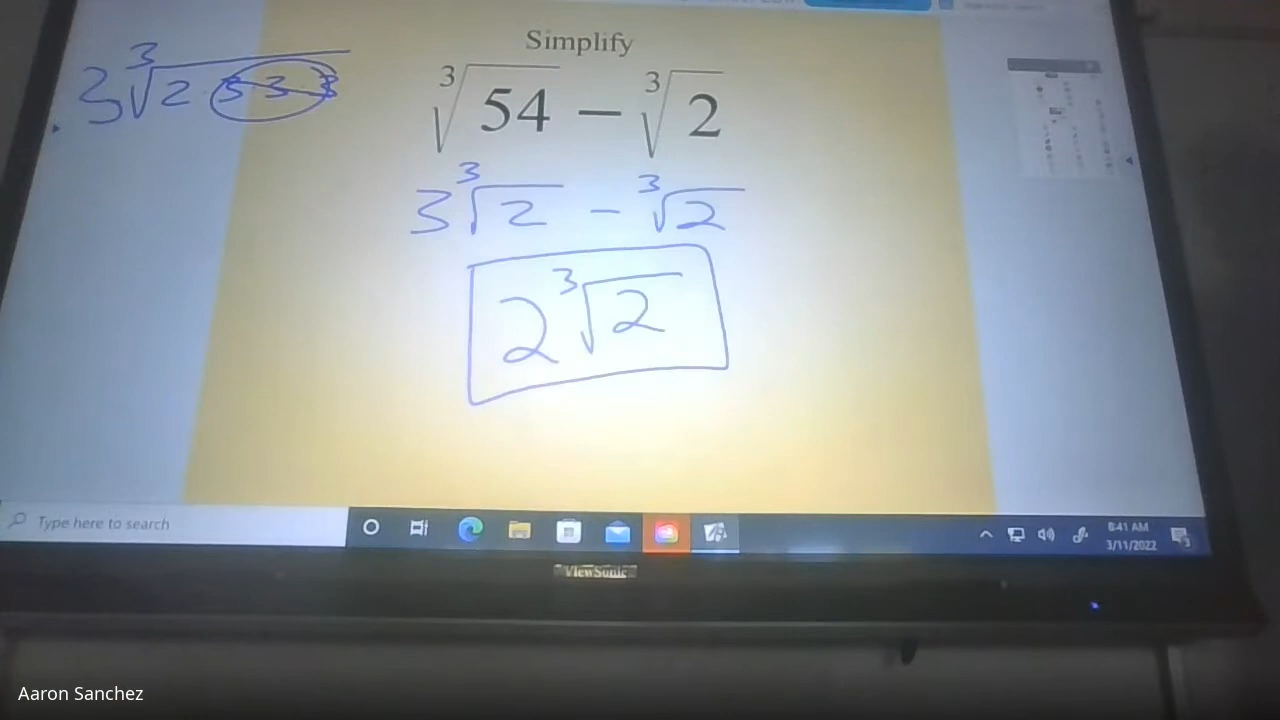 Simplify
∛54 − ∛2
3∛2 · 3 · 3 · 3
3∛2 − ∛2
2∛2
Type here to search
8:41 AM
3/11/2022
ViewSonic
Aaron Sanchez